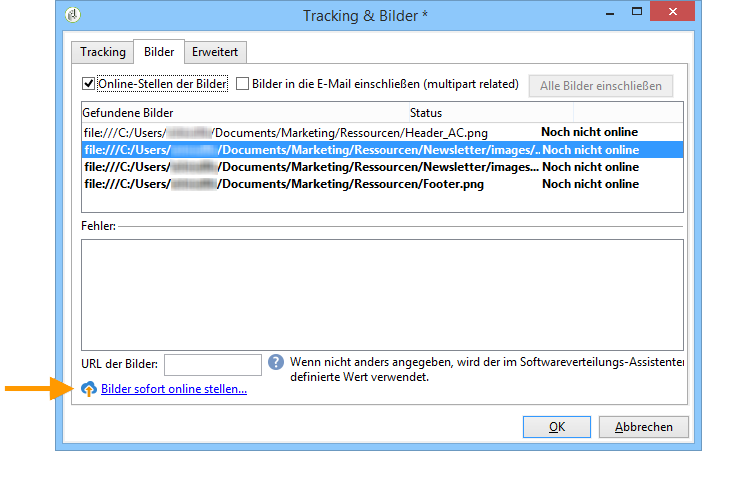 Tracking & Bilder *
Tracking Bilder Erweitert
Online-Stellen der Bilder Bilder in die E-Mail einschließen (multipart related) Alle Bilder einschließen
Gefundene Bilder Status
file:///C:/Users/ /Documents/Marketing/Ressourcen/Header_AC.png Noch nicht online
file:///C:/Users/ /Documents/Marketing/Ressourcen/Newsletter/images/... Noch nicht online
file:///C:/Users/ /Documents/Marketing/Ressourcen/Newsletter/images... Noch nicht online
file:///C:/Users/ /Documents/Marketing/Ressourcen/Footer.png Noch nicht online
Fehler:
URL der Bilder: ? Wenn nicht anders angegeben, wird der im Softwareverteilungs-Assistenten
definierte Wert verwendet.
Bilder sofort online stellen...
OK Abbrechen